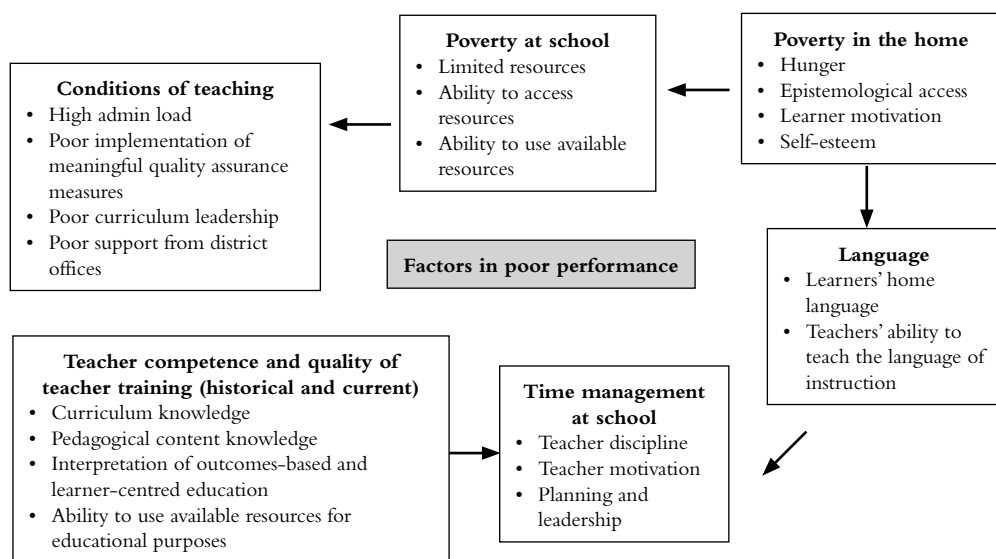 Poverty at school
• Limited resources
• Ability to access
resources
• Ability to use available
resources
Poverty in the home
• Hunger
• Epistemological access
• Learner motivation
• Self-esteem
Conditions of teaching
• High admin load
• Poor implementation of
meaningful quality assurance
measures
• Poor curriculum leadership
• Poor support from district
offices
Factors in poor performance
Language
• Learners’ home
language
• Teachers’ ability to
teach the language of
instruction
Teacher competence and quality of
teacher training (historical and current)
• Curriculum knowledge
• Pedagogical content knowledge
• Interpretation of outcomes-based and
learner-centred education
• Ability to use available resources for
educational purposes
Time management
at school
• Teacher discipline
• Teacher motivation
• Planning and
leadership